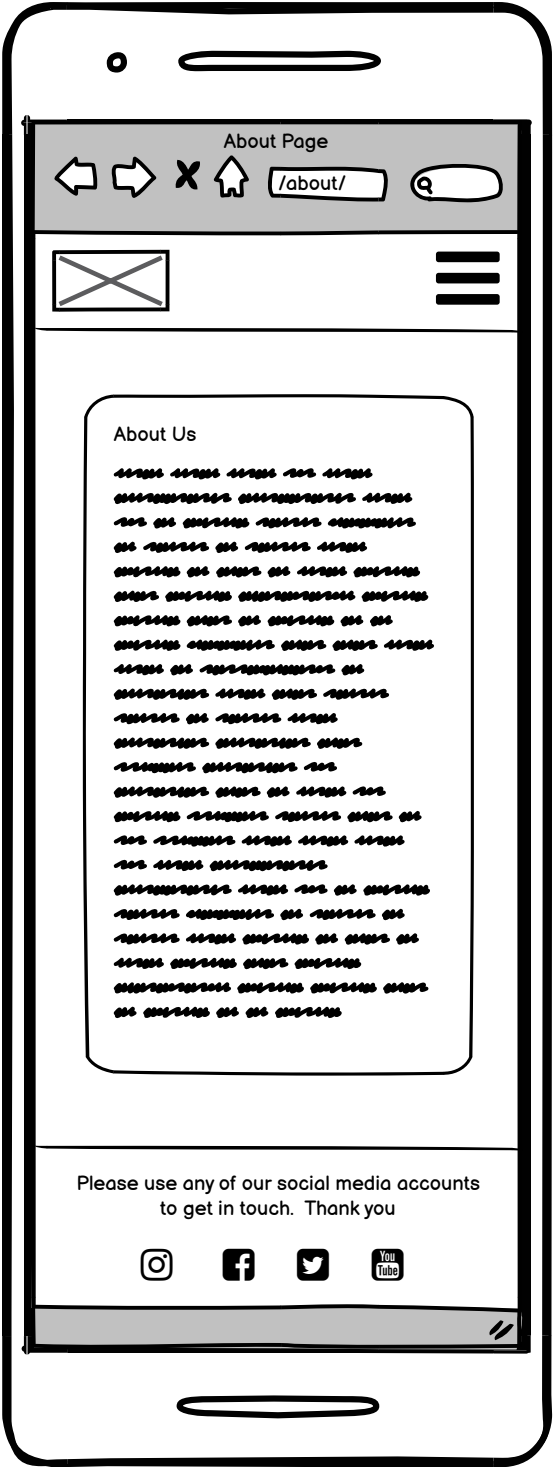 About Page
/about/
About Us
Please use any of our social media accounts
to get in touch. Thank you
You
Tube